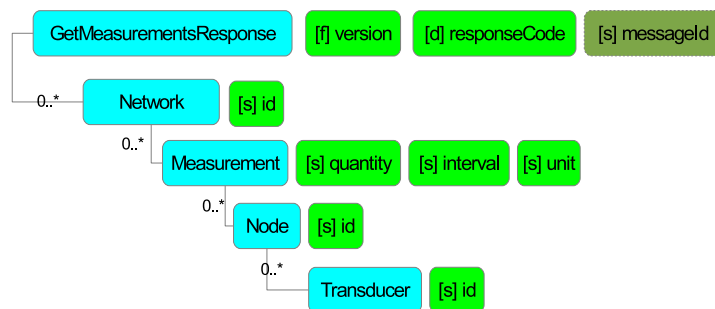 GetMeasurementsResponse [f] version [d] responseCode [s] messageId
0..* Network [s] id
0..* Measurement [s] quantity [s] interval [s] unit
0..* Node [s] id
0..* Transducer [s] id